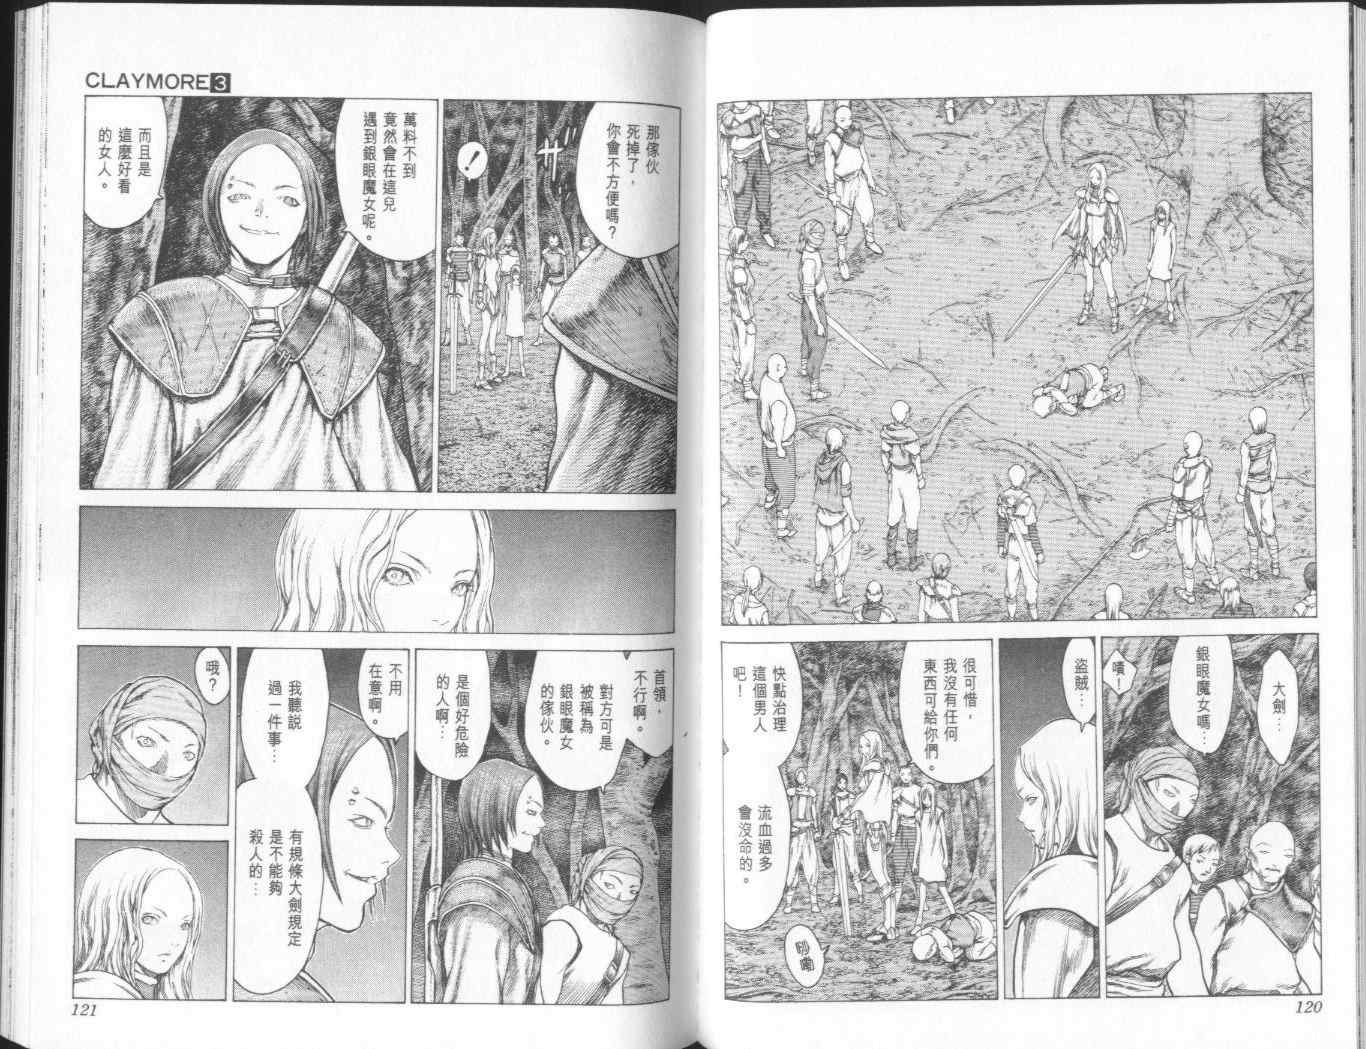 大劍…
銀眼魔女嗎…
嘖!
盜賊…
很可惜,
我沒有任何
東西可給你們。
快點治理
這個男人
吧!
流血過多
會沒命的。
120
CLAYMORE3
那傢伙
死掉了,
你會不方便嗎?
!
萬料不到
竟然會在這兒
遇到銀眼魔女呢。
而且是
這麼好看
的女人。
首領,
不行啊。
對方可是
被稱為
銀眼魔女
的傢伙。
是個好危險
的人啊…
不用
在意啊。
我聽說
過一件事…
有規條大劍規定
是不能夠
殺人的…
哦?
121